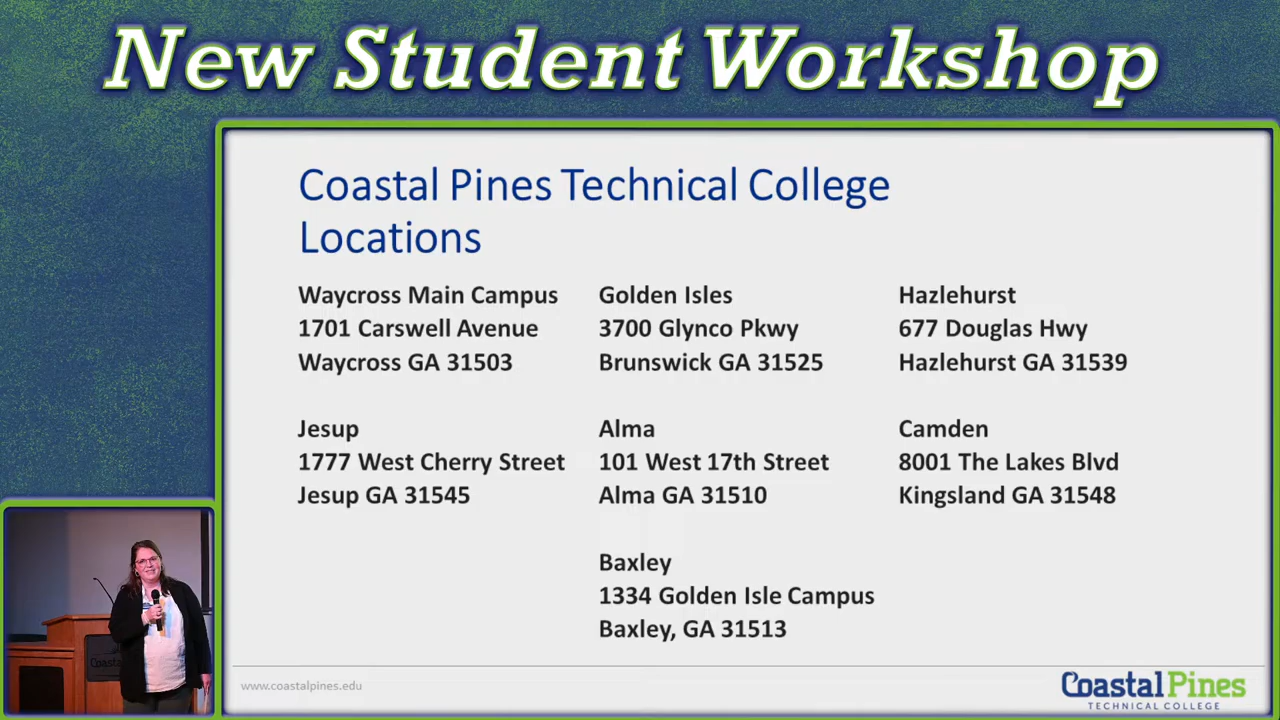 New Student Workshop
Coastal Pines Technical College
Locations
Waycross Main Campus
1701 Carswell Avenue
Waycross GA 31503
Golden Isles
3700 Glynco Pkwy
Brunswick GA 31525
Hazlehurst
677 Douglas Hwy
Hazlehurst GA 31539
Jesup
1777 West Cherry Street
Jesup GA 31545
Alma
101 West 17th Street
Alma GA 31510
Camden
8001 The Lakes Blvd
Kingsland GA 31548
Baxley
1334 Golden Isle Campus
Baxley, GA 31513
www.coastalpines.edu
CoastalPines
TECHNICAL COLLEGE